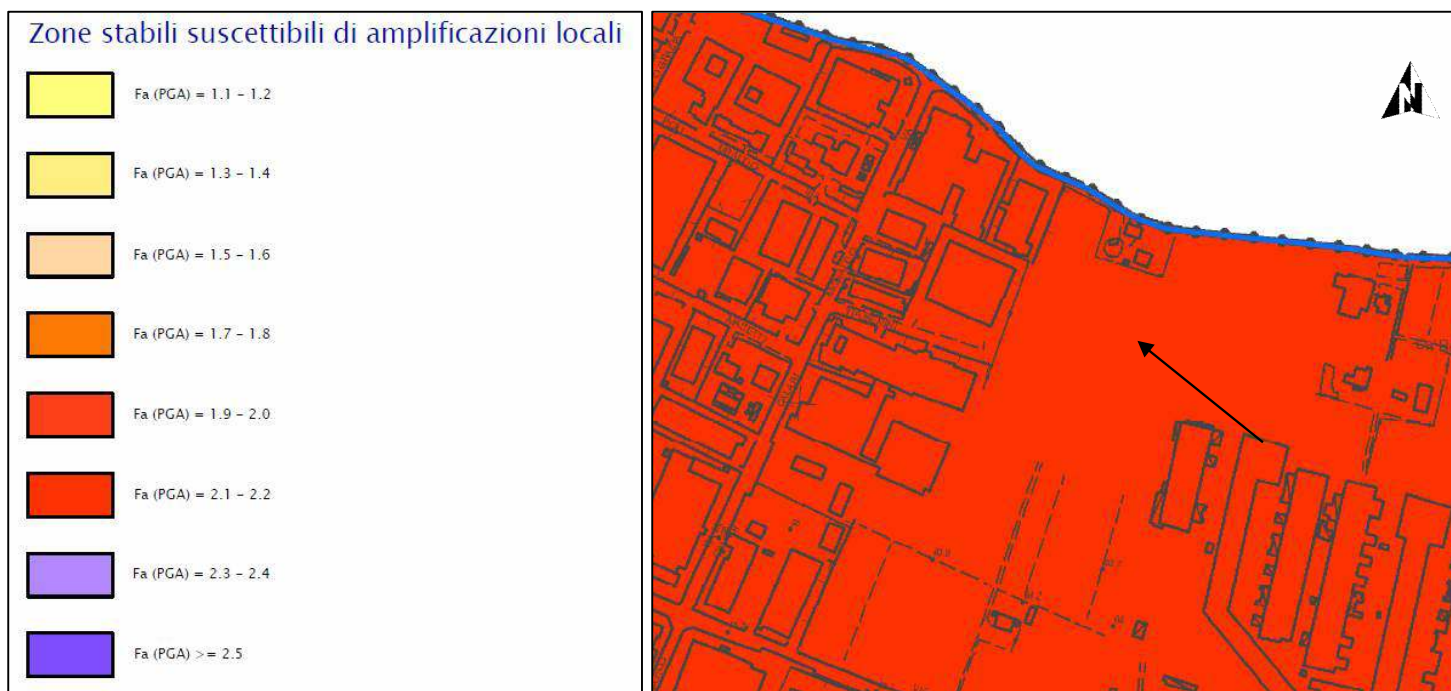 Zone stabili suscettibili di amplificazioni locali
Fa (PGA) = 1.1 - 1.2
Fa (PGA) = 1.3 - 1.4
Fa (PGA) = 1.5 - 1.6
Fa (PGA) = 1.7 - 1.8
Fa (PGA) = 1.9 - 2.0
Fa (PGA) = 2.1 - 2.2
Fa (PGA) = 2.3 - 2.4
Fa (PGA) >= 2.5
N